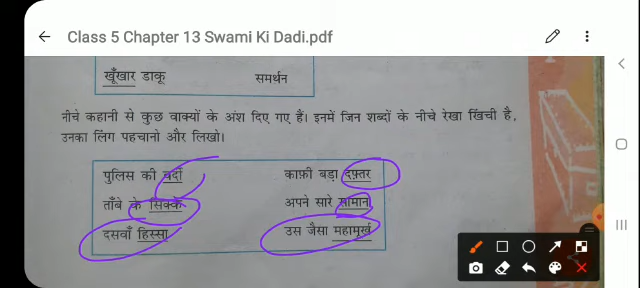 Class 5 Chapter 13 Swami Ki Dadi.pdf
खूँखार डाकू समर्थन
नीचे कहानी से कुछ वाक्यों के अंश दिए गए हैं। इनमें जिन शब्दों के नीचे रेखा खिंची है,
उनका लिंग पहचानो और लिखो।
पुलिस की वर्दी काफ़ी बड़ा दफ़्तर
ताँबे के सिक्के अपने सारे सामान
दसवाँ हिस्सा उस जैसा महामूर्ख